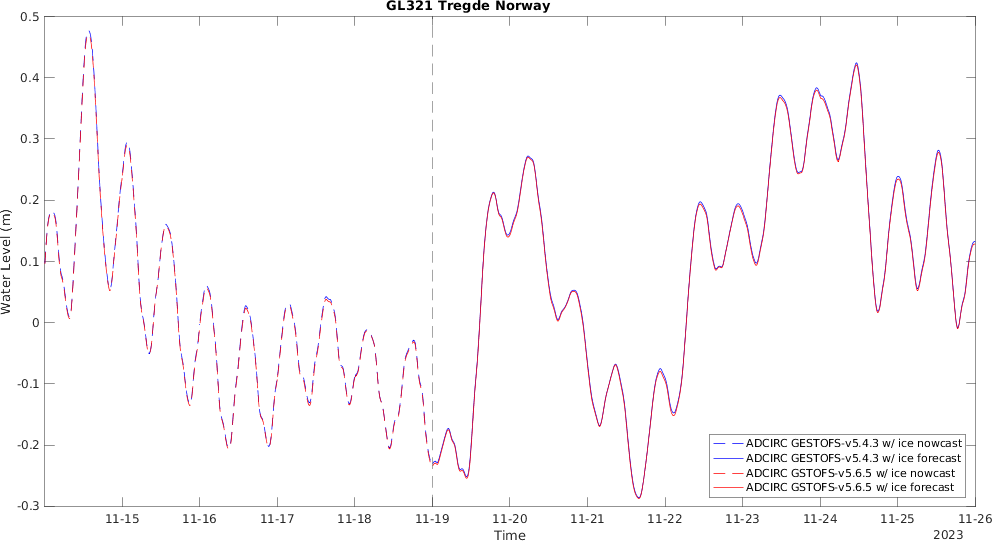 GL321 Tregde Norway
0.5
0.4
0.3
0.2
0.1
0
-0.1
-0.2
-0.3
Water Level (m)
ADCIRC GESTOFS-v5.4.3 w/ ice nowcast
ADCIRC GESTOFS-v5.4.3 w/ ice forecast
ADCIRC GSTOFS-v5.6.5 w/ ice nowcast
ADCIRC GSTOFS-v5.6.5 w/ ice forecast
11-15 11-16 11-17 11-18 11-19 11-20 11-21 11-22 11-23 11-24 11-25 11-26
Time 2023